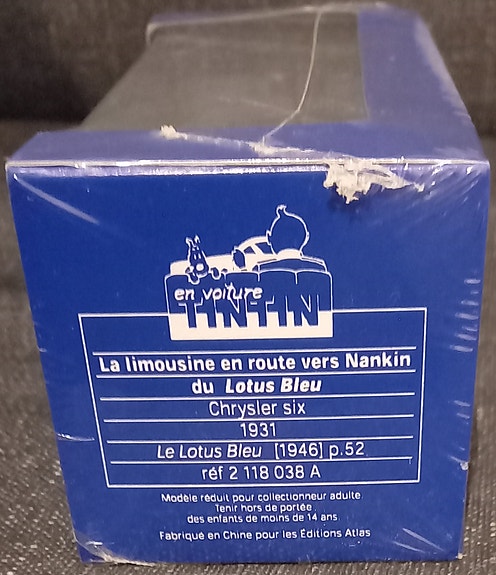 en voiture
TINTIN
La limousine en route vers Nankin
du Lotus Bleu
Chrysler six
1931
Le Lotus Bleu [1946] p.52
réf 2 118 038 A
Modèle réduit pour collectionneur adulte
Tenir hors de portée
des enfants de moins de 14 ans
Fabriqué en Chine pour les Éditions Atlas